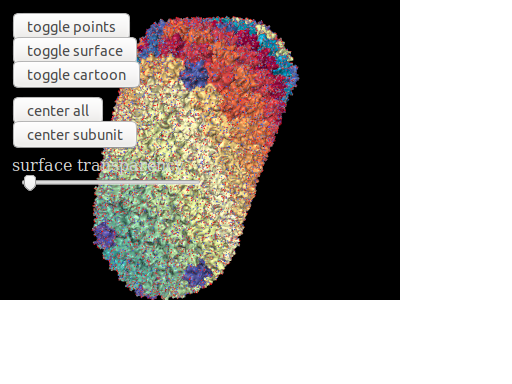 toggle points
toggle surface
toggle cartoon
center all
center subunit
surface transparency